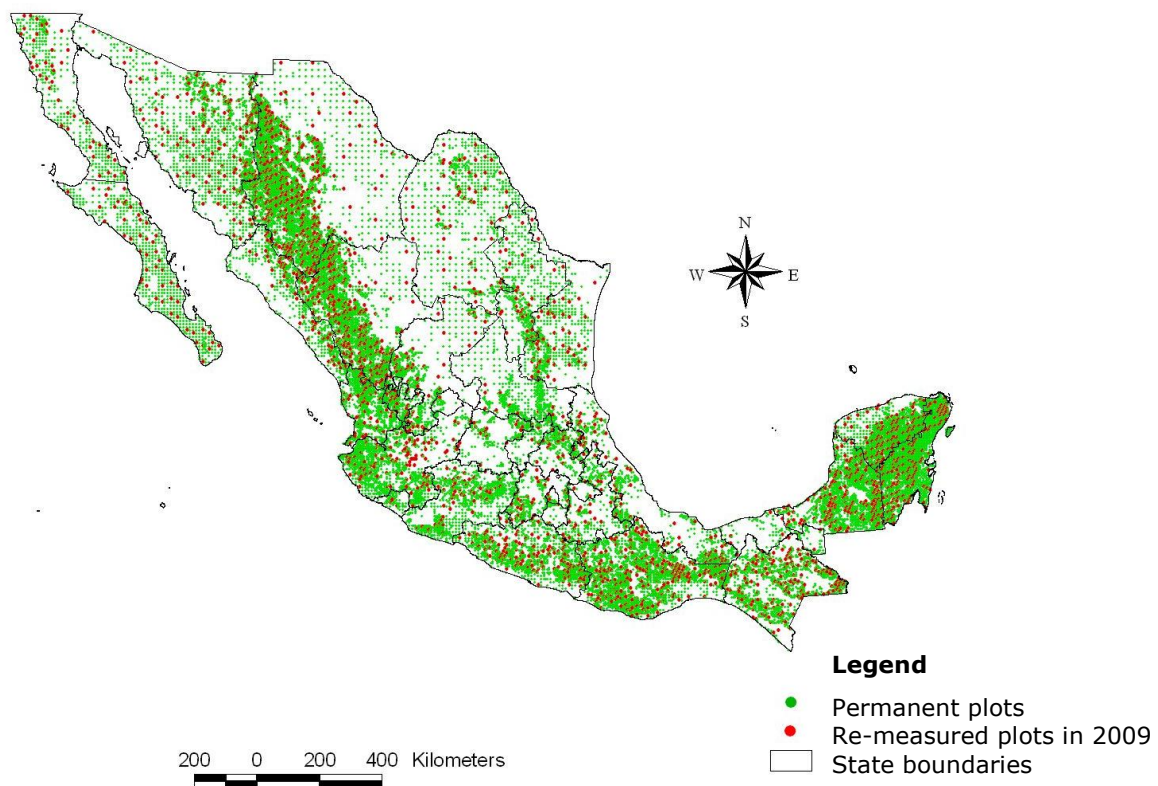 N
W E
S
Legend
Permanent plots
Re-measured plots in 2009
State boundaries
200 0 200 400 Kilometers